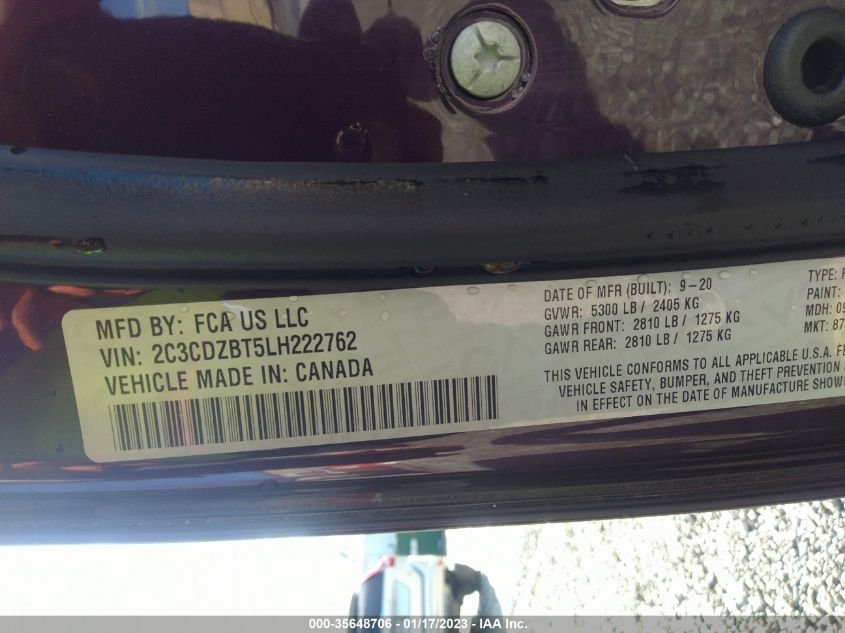 MFD BY: FCA US LLC
VIN: 2C3CDZBT5LH222762
VEHICLE MADE IN: CANADA
DATE OF MFR (BUILT): 9-20
GVWR: 5300 LB / 2405 KG
GAWR FRONT: 2810 LB / 1275 KG
GAWR REAR: 2810 LB / 1275 KG
TYPE:
PAINT:
MDH: 09
MKT: 87
THIS VEHICLE CONFORMS TO ALL APPLICABLE U.S.A. FE
VEHICLE SAFETY, BUMPER, AND THEFT PREVENTION
IN EFFECT ON THE DATE OF MANUFACTURE SHOW
000-35648706 - 01/17/2023 - IAA Inc.